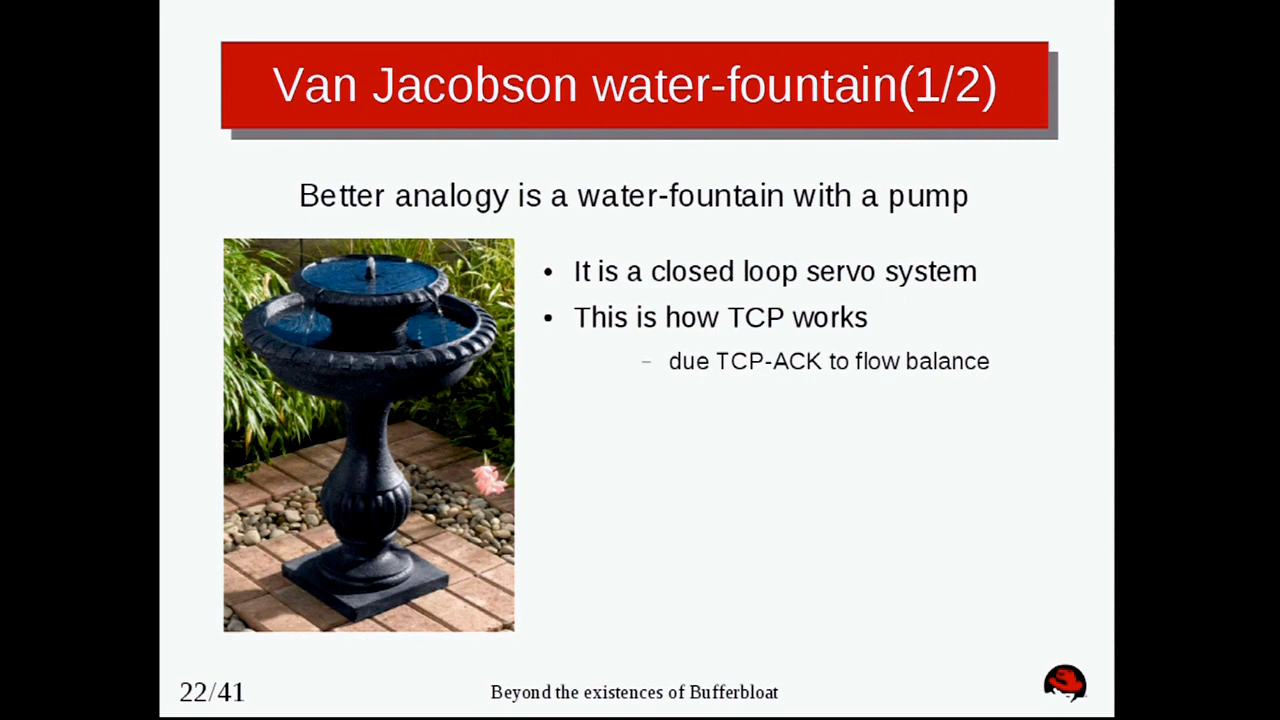 Van Jacobson water-fountain(1/2)
Better analogy is a water-fountain with a pump
• It is a closed loop servo system
• This is how TCP works
– due TCP-ACK to flow balance
22/41
Beyond the existences of Bufferbloat